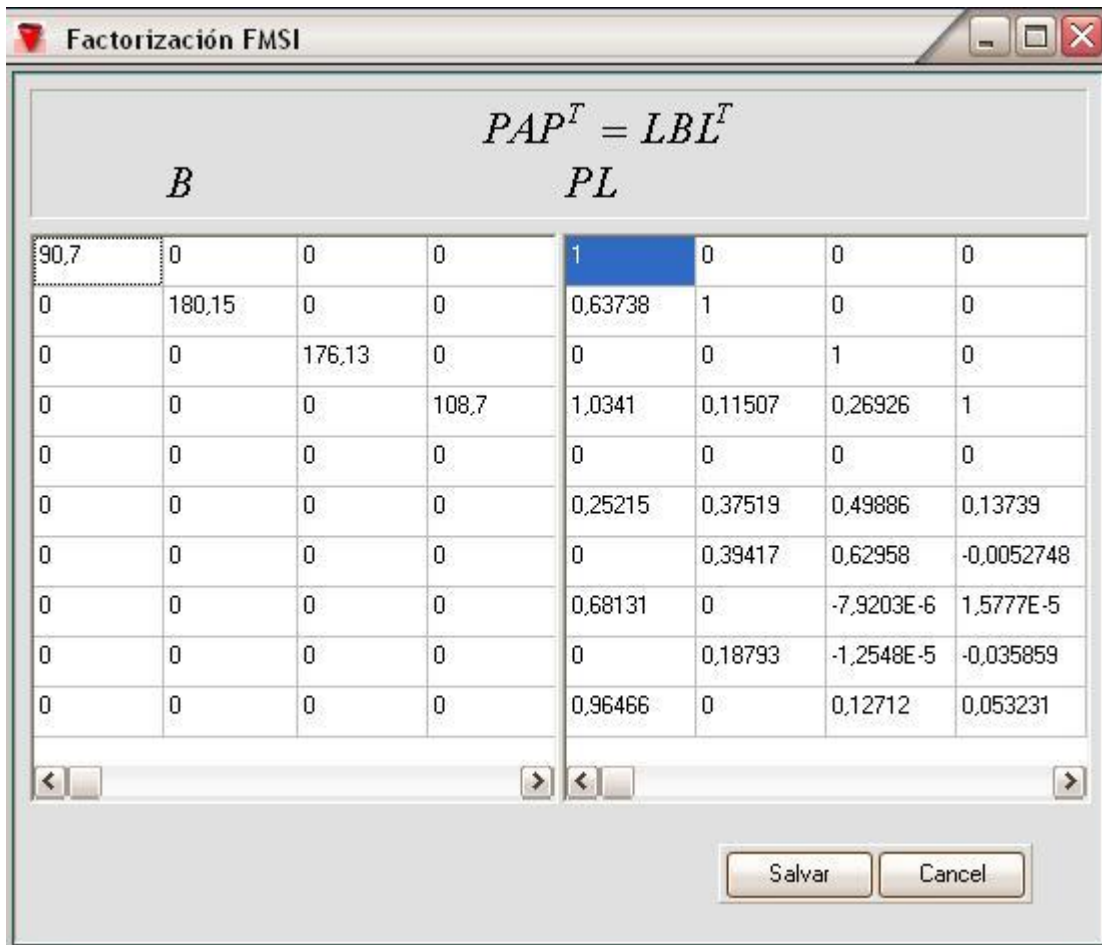 Factorización FMSI
PAP^T = LBL^T
B PL
90,7 0 0 0 1 0 0 0
0 180,15 0 0 0,63738 1 0 0
0 0 176,13 0 0 0 1 0
0 0 0 108,7 1,0341 0,11507 0,26926 1
0 0 0 0 0 0 0 0
0 0 0 0 0,25215 0,37519 0,49886 0,13739
0 0 0 0 0 0,39417 0,62958 -0,0052748
0 0 0 0 0,68131 0 -7,9203E-6 1,5777E-5
0 0 0 0 0 0,18793 -1,2548E-5 -0,035859
0 0 0 0 0,96466 0 0,12712 0,053231
Salvar Cancel